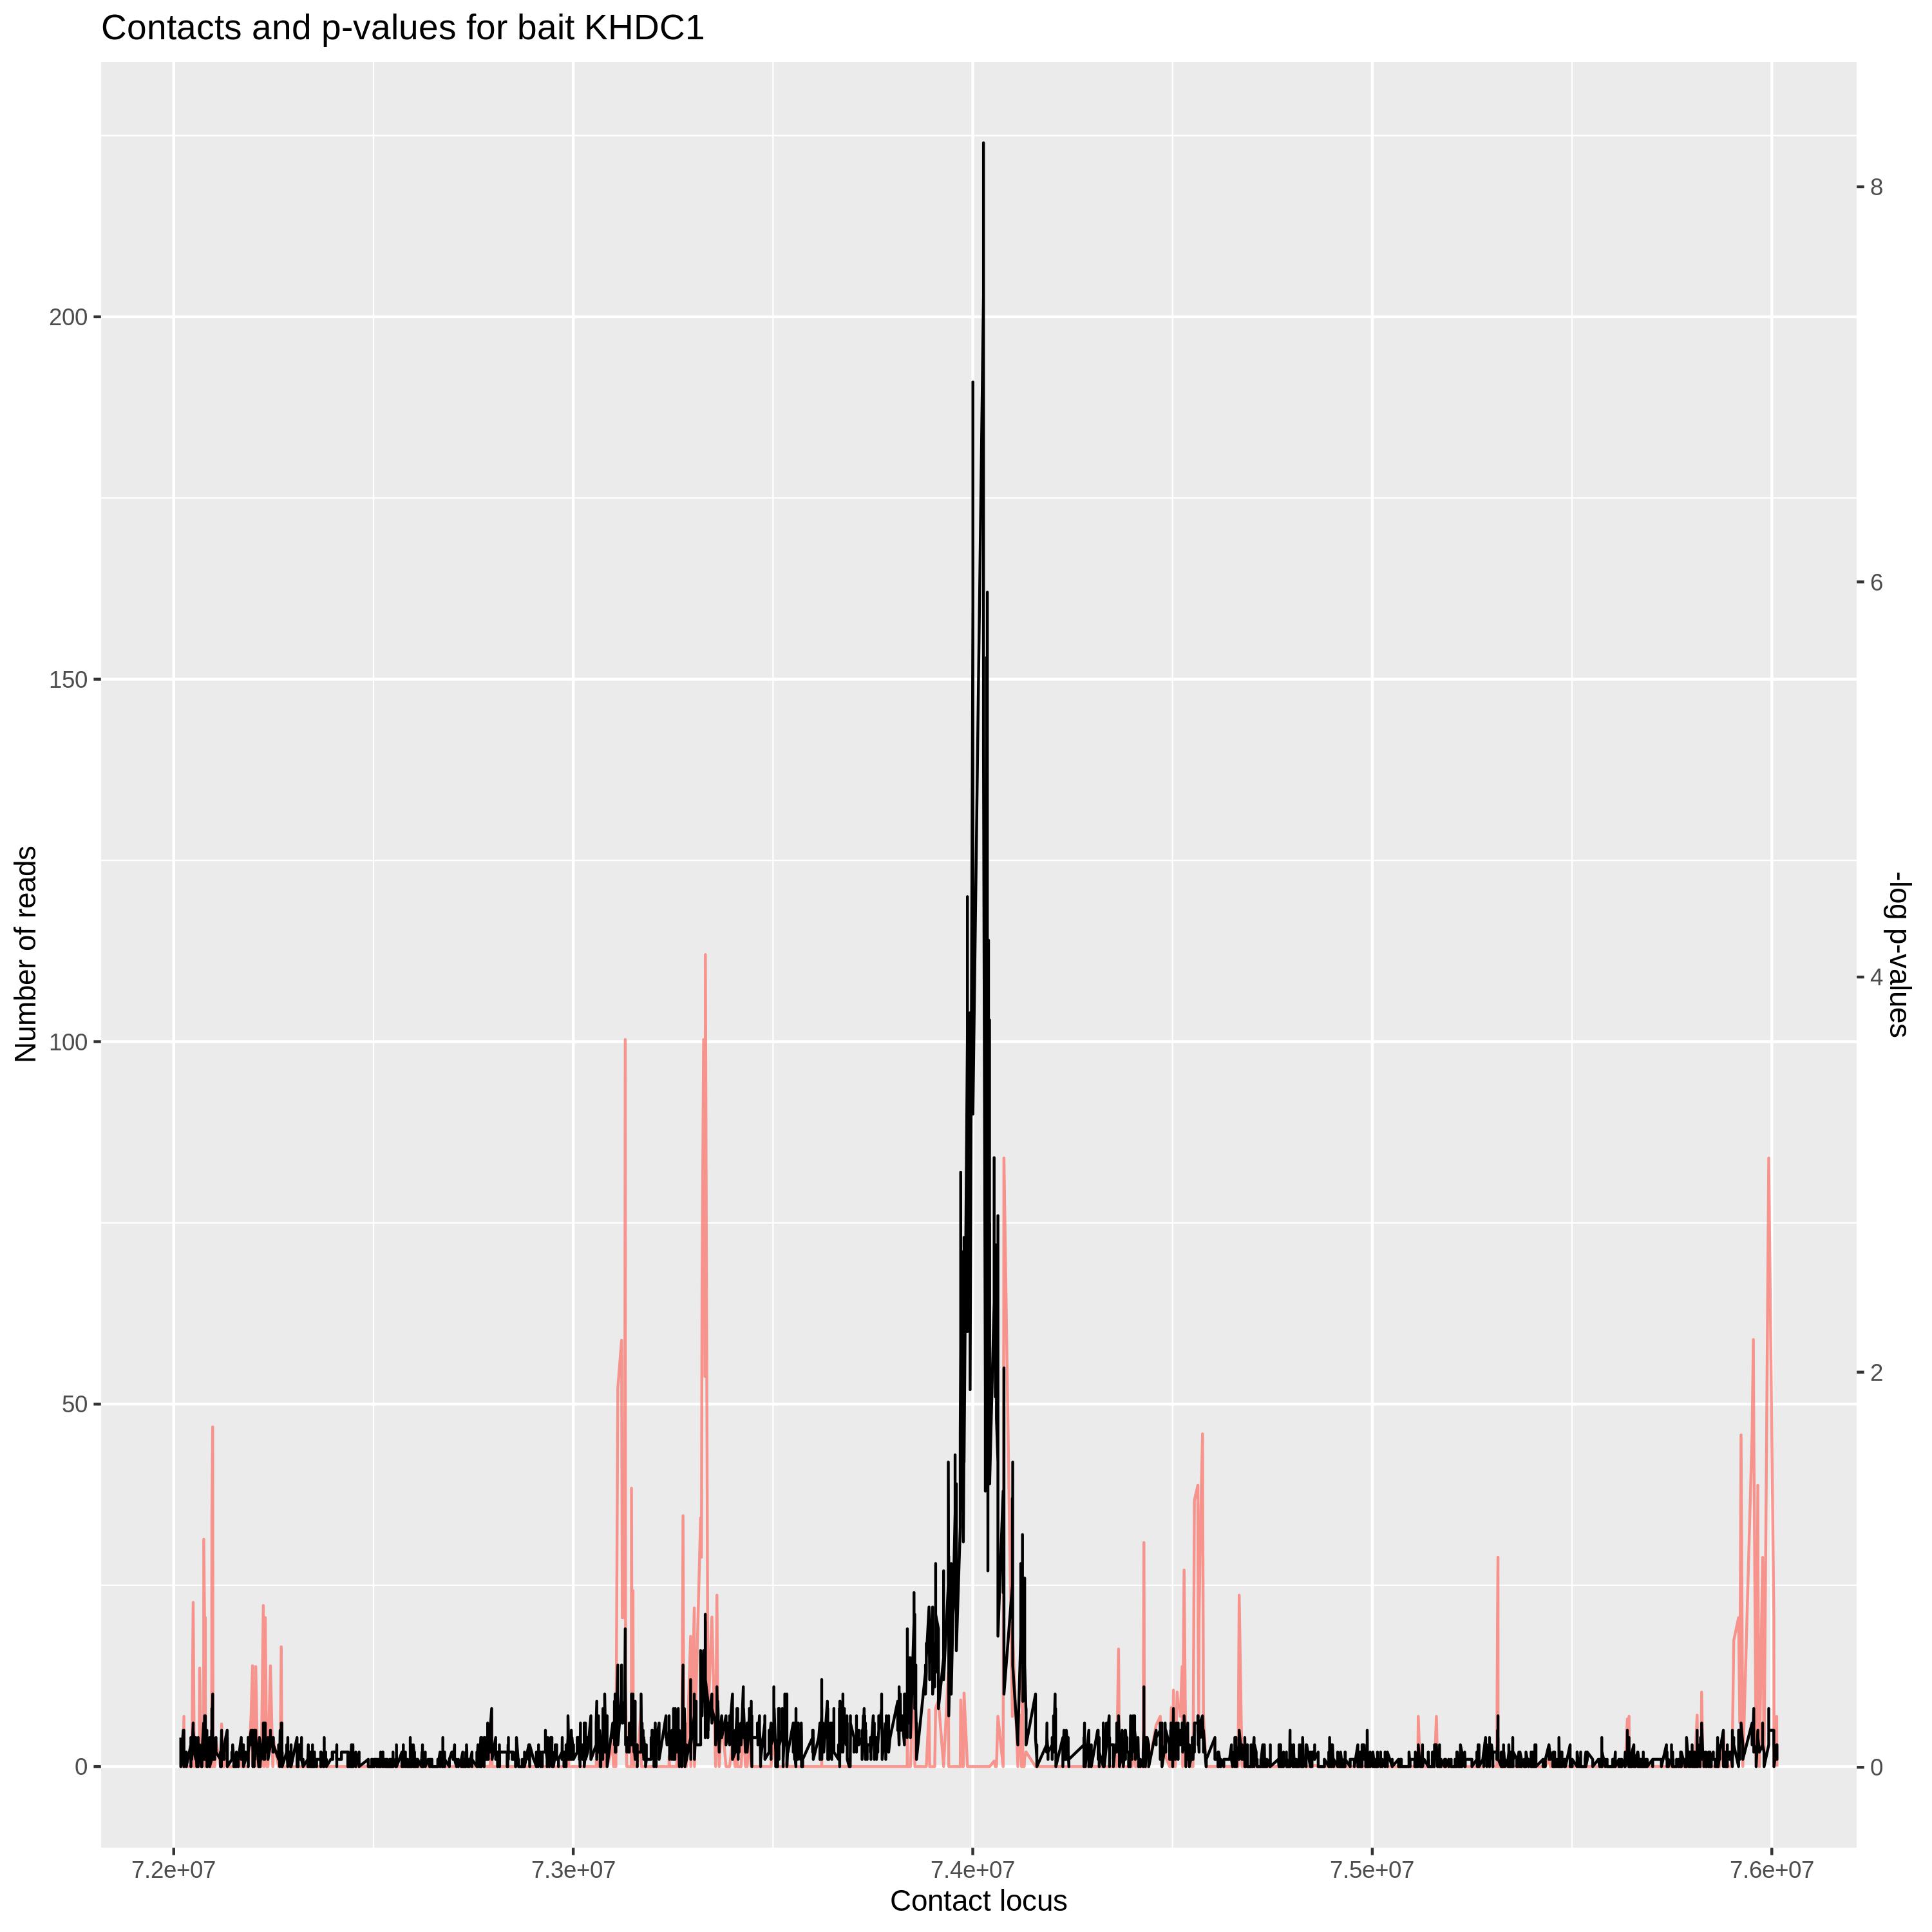 Contacts and p-values for bait KHDC1
Number of reads
200
150
100
50
0
8
6
4
2
0
-log p-values
7.2e+07
7.3e+07
7.4e+07
7.5e+07
7.6e+07
Contact locus